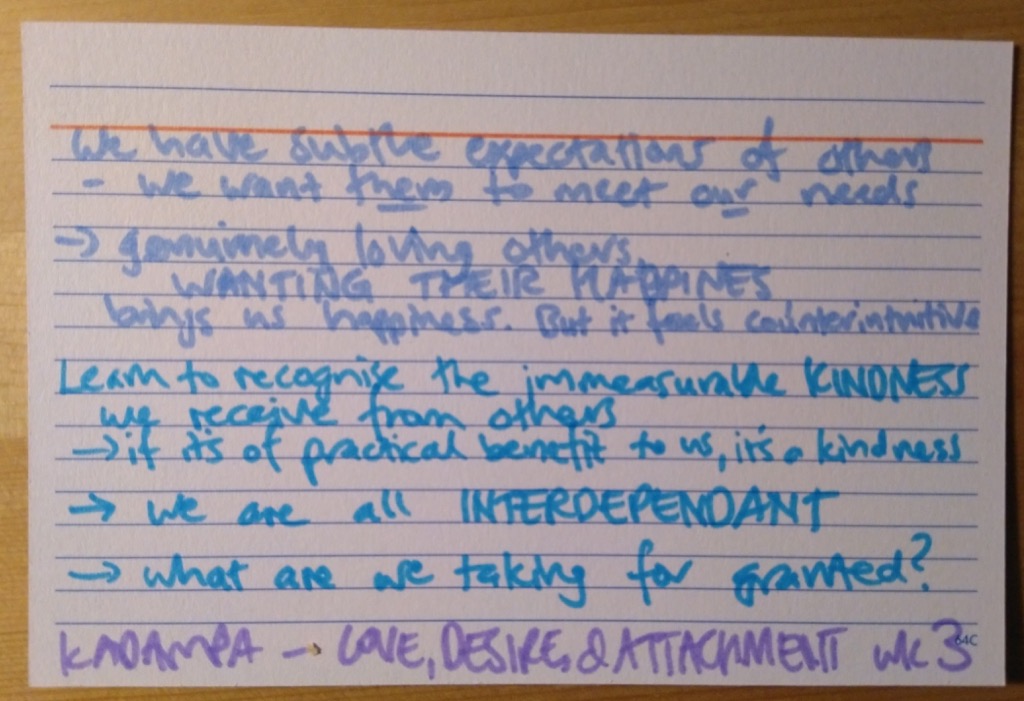 We have subtle expectations of others
- we want them to meet our needs
→ genuinely loving others,
WANTING THEIR HAPPINES
brings us happiness. But it feels counterintuitive
Learn to recognise the immeasurable KINDNESS
we receive from others
→ if it's of practical benefit to us, it's a kindness
→ we are all INTERDEPENDANT
→ what are we taking for granted?
KADAMPA → LOVE, DESIRE, & ATTACHMENT wk 3
64C